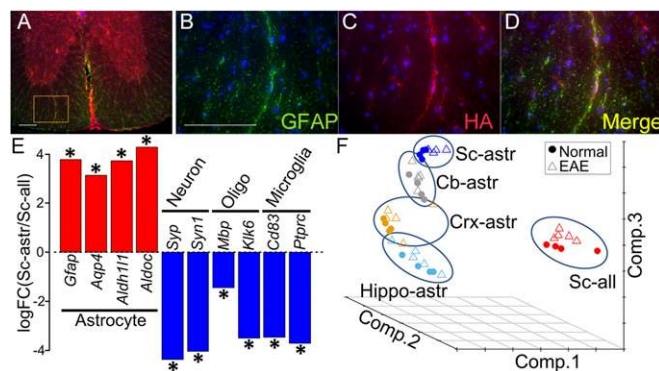 A
B
C
D
GFAP
HA
Merge
E
logFC(Sc-astr/Sc-all)
+4
+2
0
-2
-4
* * * *
Gfap
Aqp4
Aldh1l1
Aldoc
Astrocyte
Neuron
Oligo
Microglia
Syp
Syn1
Mbp
Klk6
Cd83
Ptprc
* * * * * *
F
Normal
EAE
Sc-astr
Cb-astr
Crx-astr
Hippo-astr
Sc-all
Comp.1
Comp.2
Comp.3